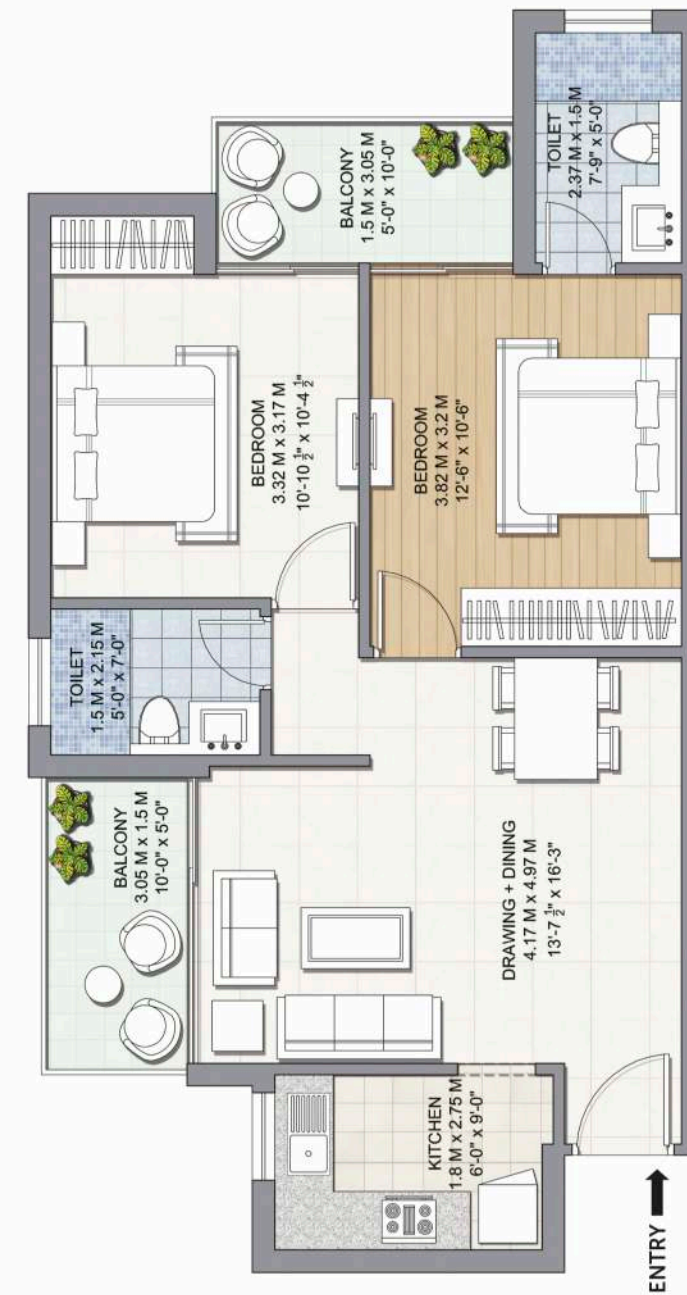 BALCONY
1.5 M x 3.05 M
5'-0" x 10'-0"
TOILET
2.37 M x 1.5 M
7'-9" x 5'-0"
BEDROOM
3.32 M x 3.17 M
10'-10 ½" x 10'-4 ½"
BEDROOM
3.82 M x 3.2 M
12'-6" x 10'-6"
TOILET
1.5 M x 2.15 M
5'-0" x 7'-0"
BALCONY
3.05 M x 1.5 M
10'-0" x 5'-0"
DRAWING + DINING
4.17 M x 4.97 M
13'-7 ½" x 16'-3"
KITCHEN
1.8 M x 2.75 M
6'-0" x 9'-0"
ENTRY